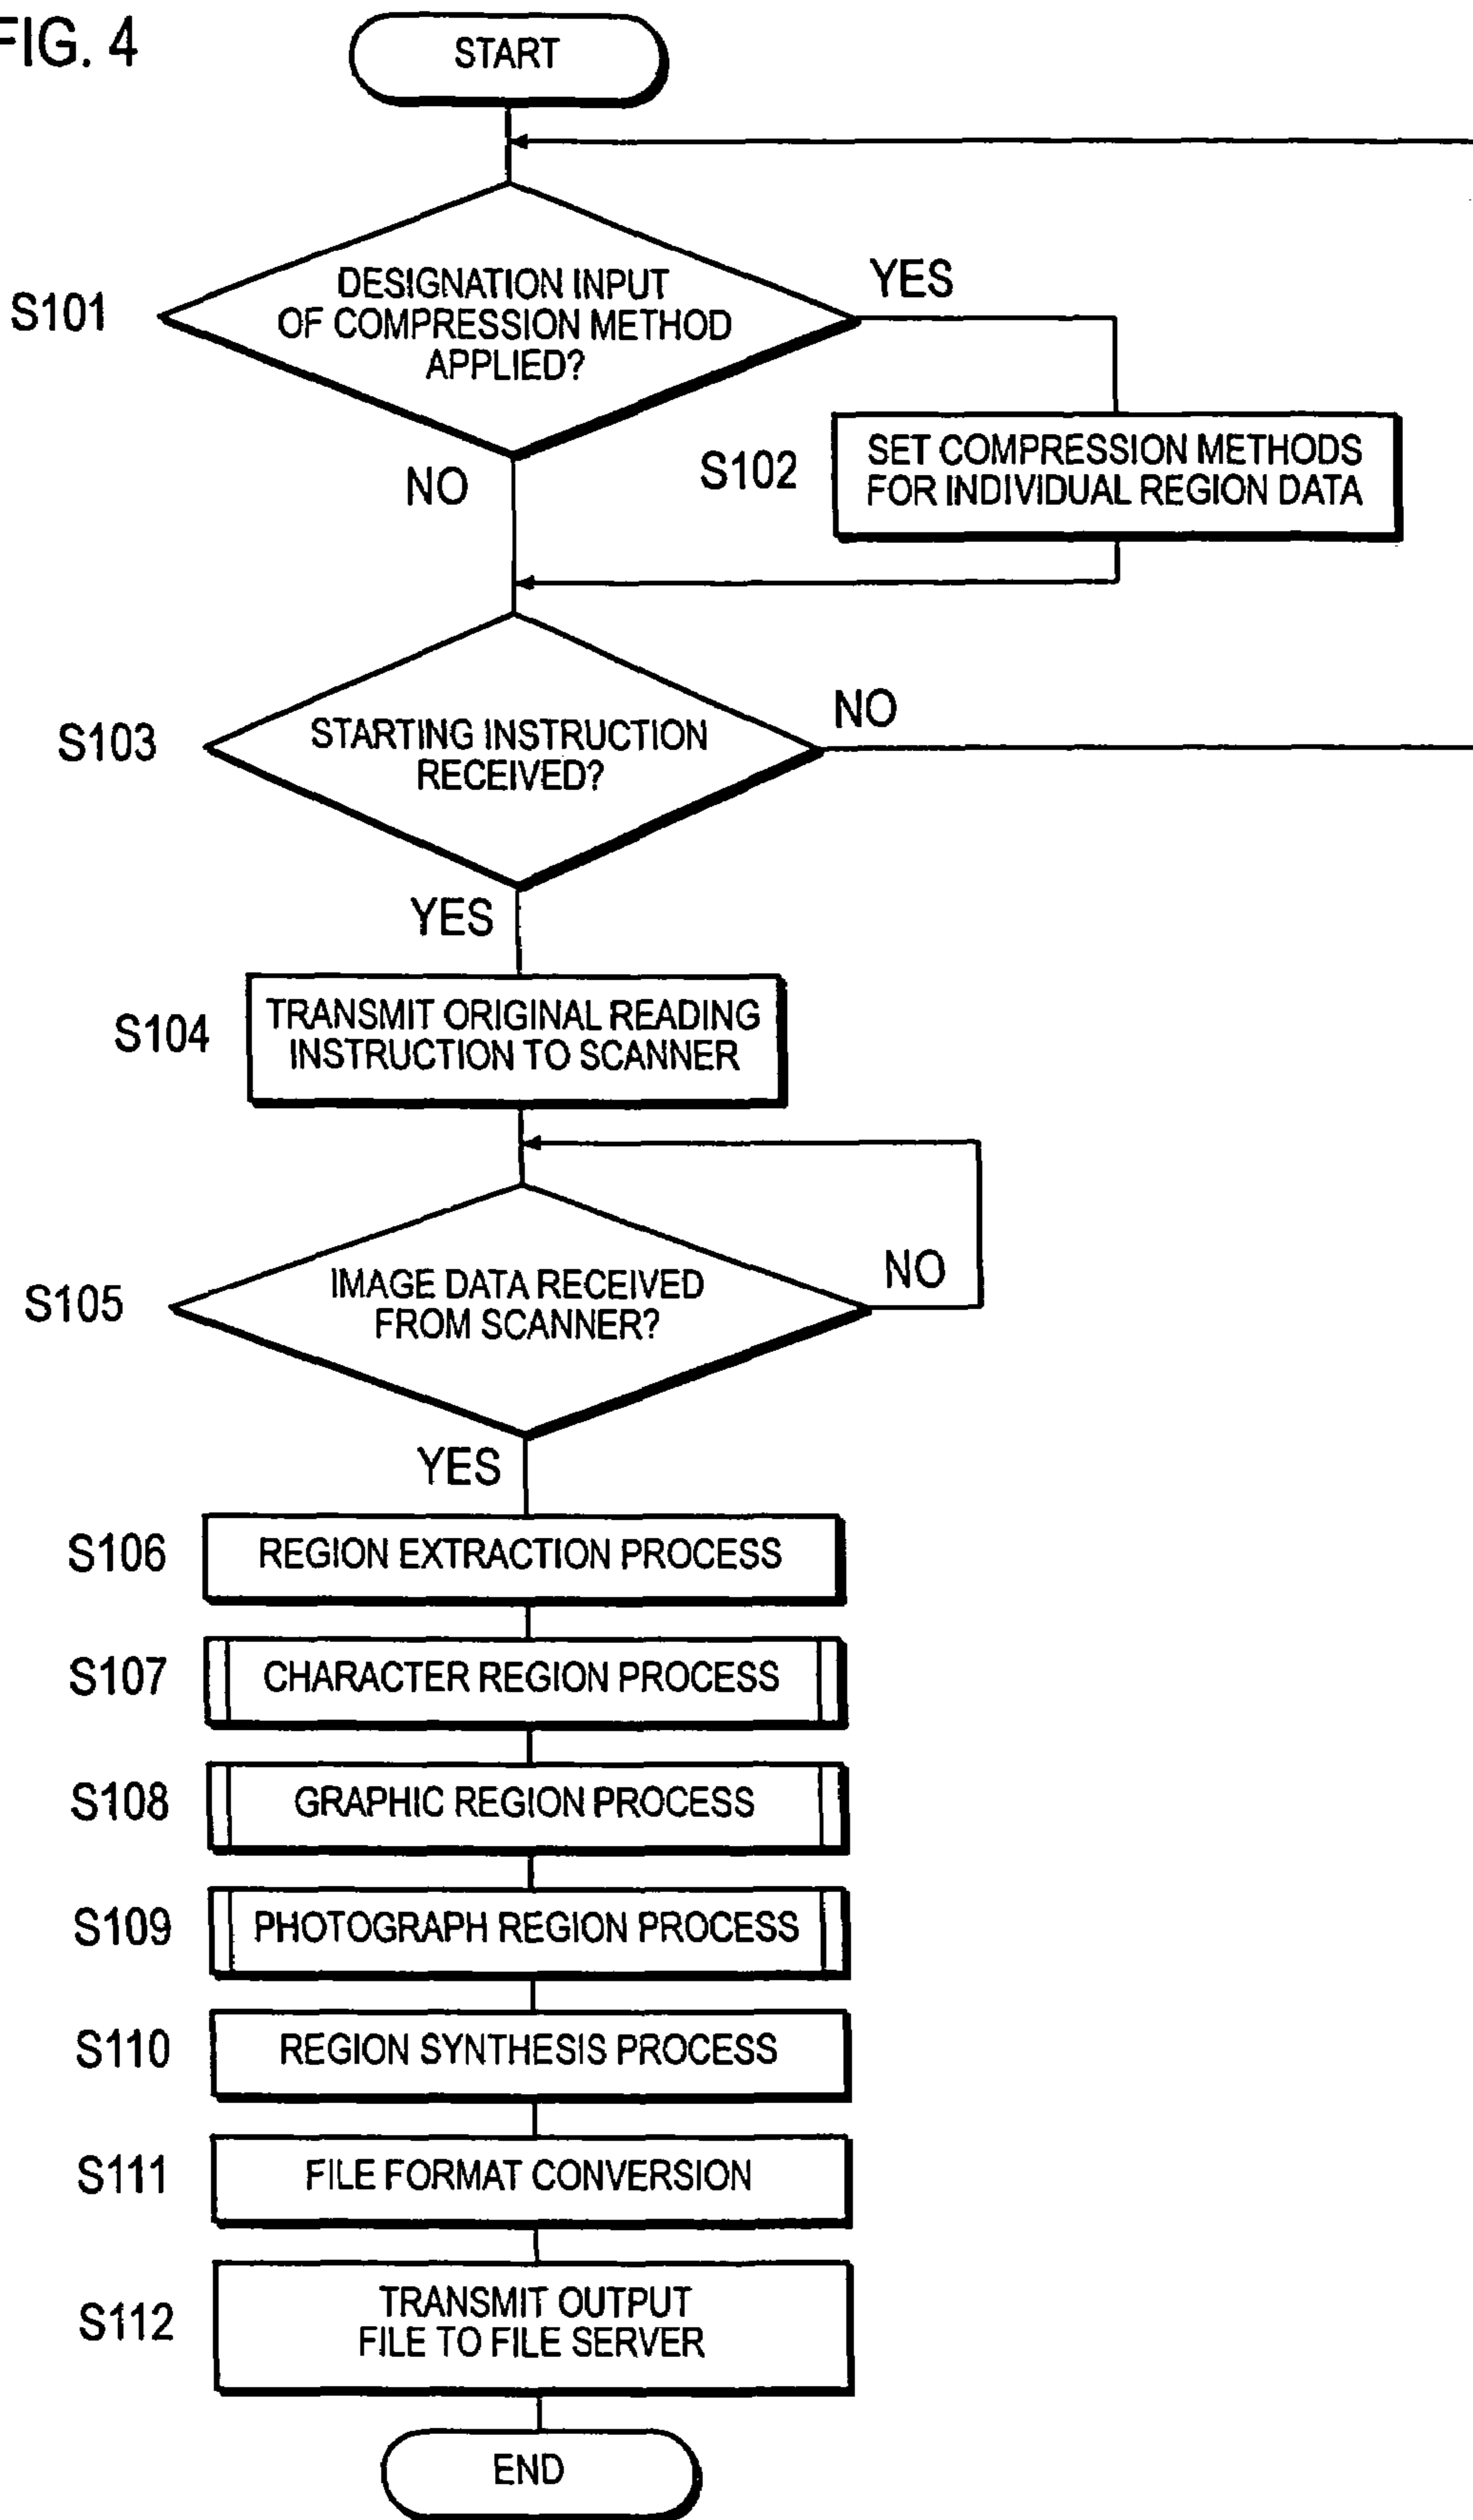 FIG. 4
START
S101
DESIGNATION INPUT
OF COMPRESSION METHOD
APPLIED?
YES
NO
S102
SET COMPRESSION METHODS
FOR INDIVIDUAL REGION DATA
S103
STARTING INSTRUCTION
RECEIVED?
NO
YES
S104
TRANSMIT ORIGINAL READING
INSTRUCTION TO SCANNER
S105
IMAGE DATA RECEIVED
FROM SCANNER?
NO
YES
S106
REGION EXTRACTION PROCESS
S107
CHARACTER REGION PROCESS
S108
GRAPHIC REGION PROCESS
S109
PHOTOGRAPH REGION PROCESS
S110
REGION SYNTHESIS PROCESS
S111
FILE FORMAT CONVERSION
S112
TRANSMIT OUTPUT
FILE TO FILE SERVER
END